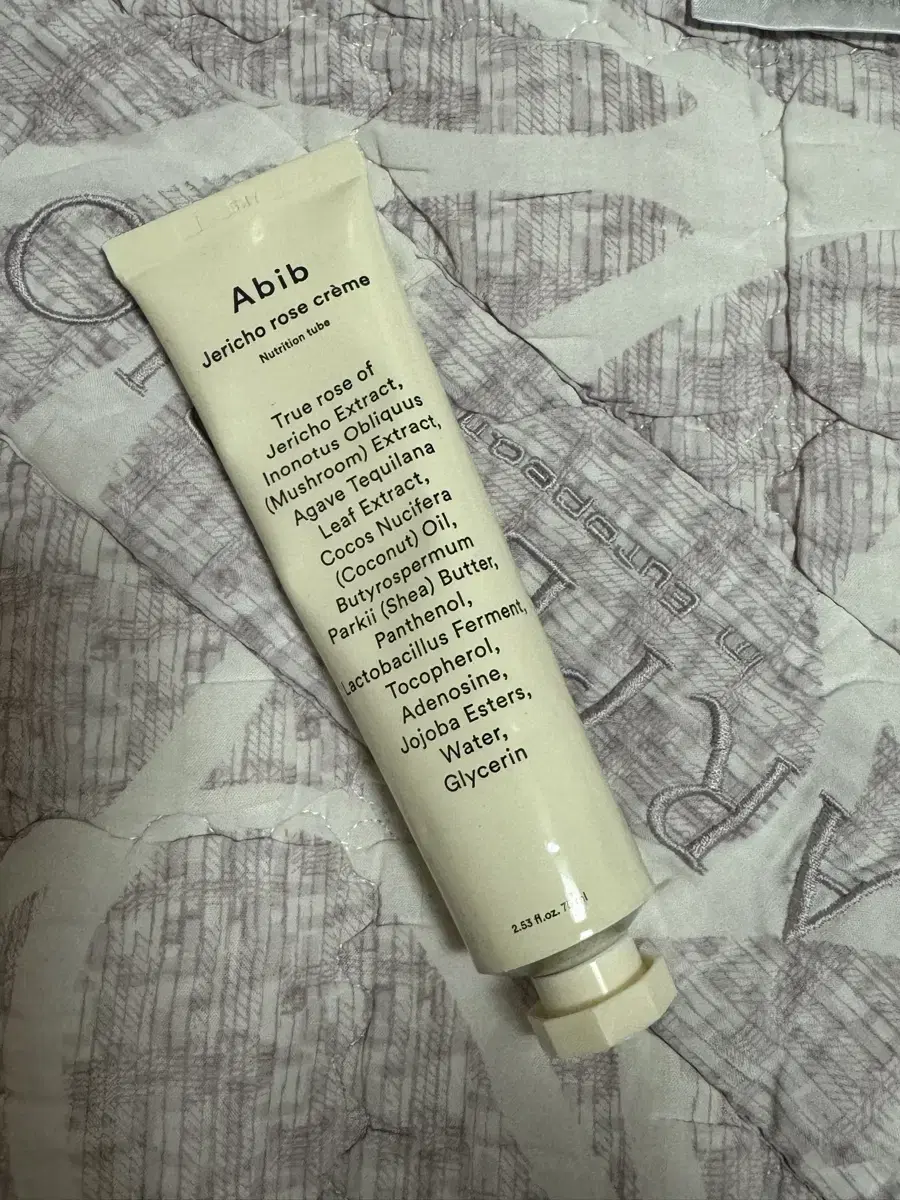 Abib
Jericho rose crème
Nutrition tube
True rose of
Jericho Extract,
Inonotus Obliquus
(Mushroom) Extract,
Agave Tequilana
Leaf Extract,
Cocos Nucifera
(Coconut) Oil,
Butyrospermum
Parkii (Shea) Butter,
Panthenol,
Lactobacillus Ferment,
Tocopherol,
Adenosine,
Jojoba Esters,
Water,
Glycerin
2.53 fl.oz.